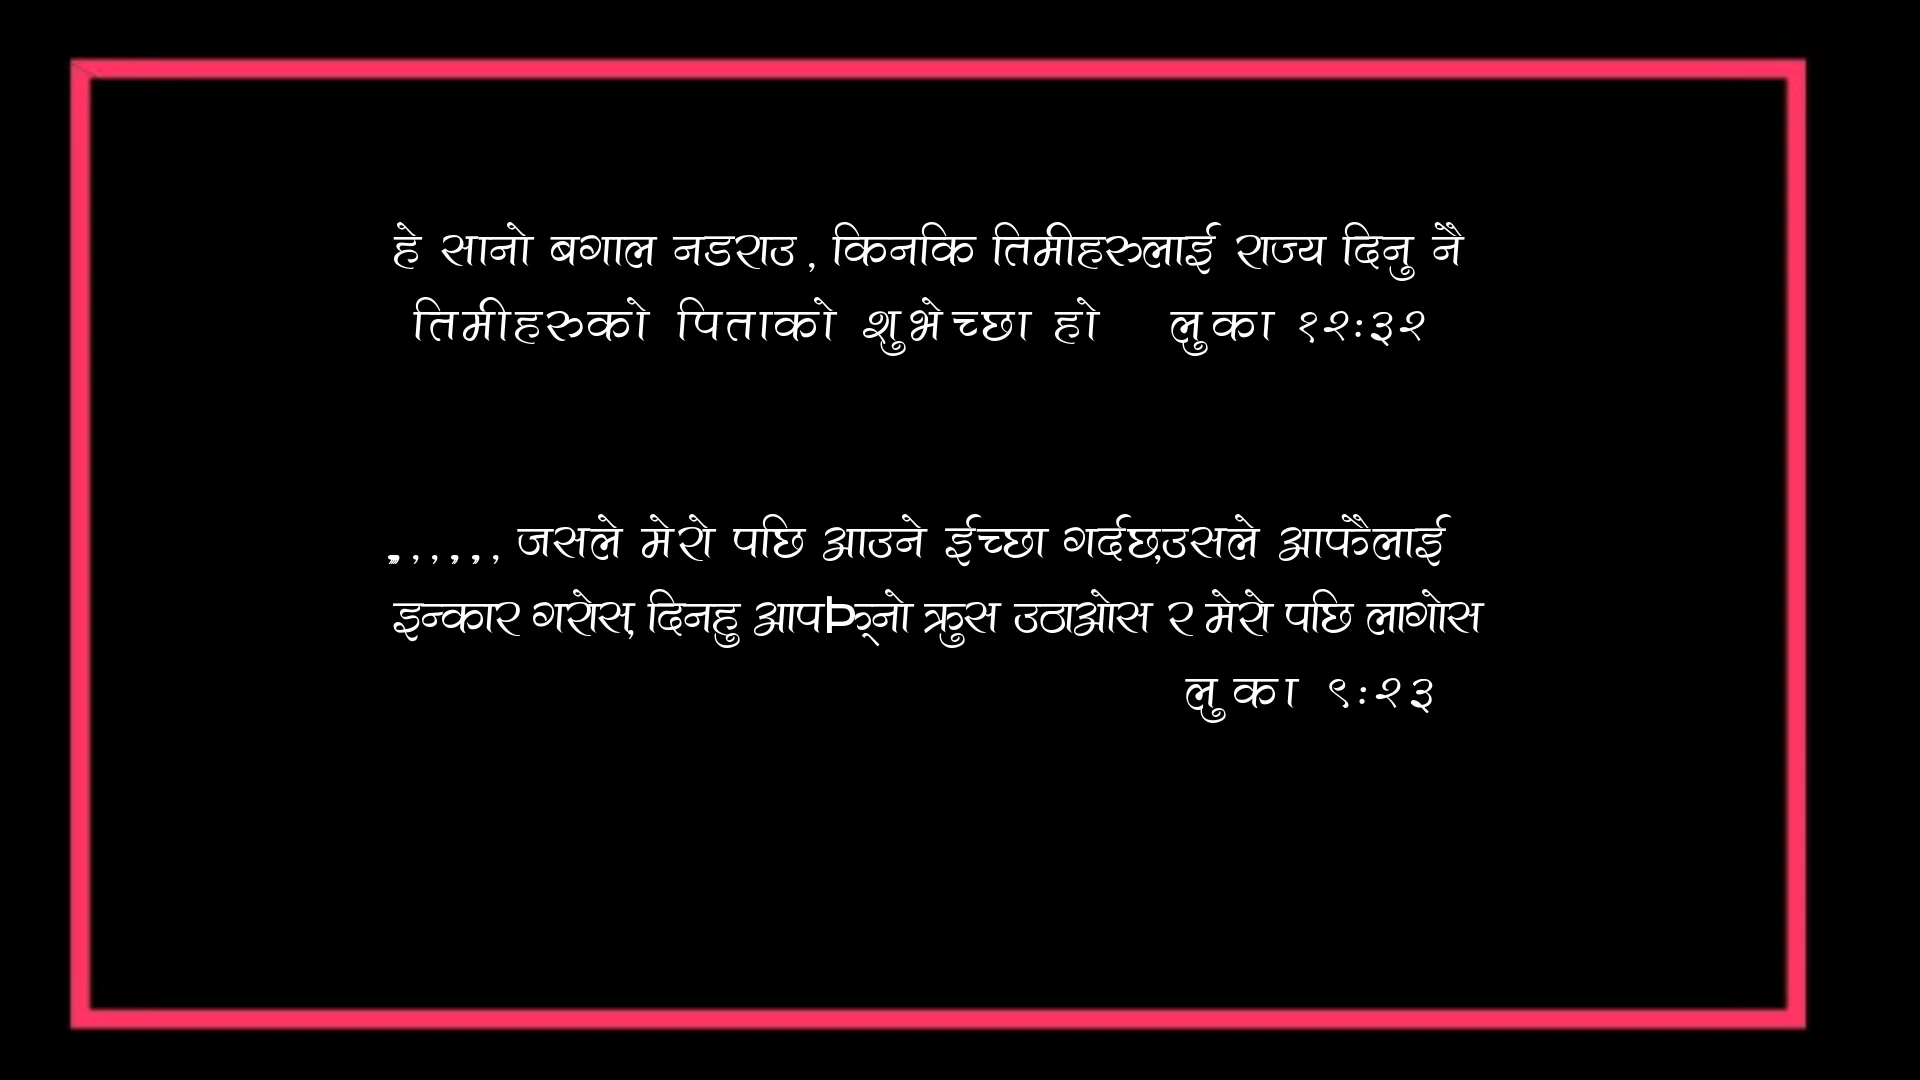 हे सानो बगाल नडराउ , किनकि तिमीहरुलाई राज्य दिनु नै
तिमीहरुको पिताको शुभेच्छा हो लुका १२:३२
,, , , , , , जसले मेरो पछि आउने ईच्छा गर्दछ,उसले आफैलाई
इन्कार गरोस, दिनहु आपÞफ्नो क्रुस उठाओस र मेरो पछि लागोस
लुका ९:२३